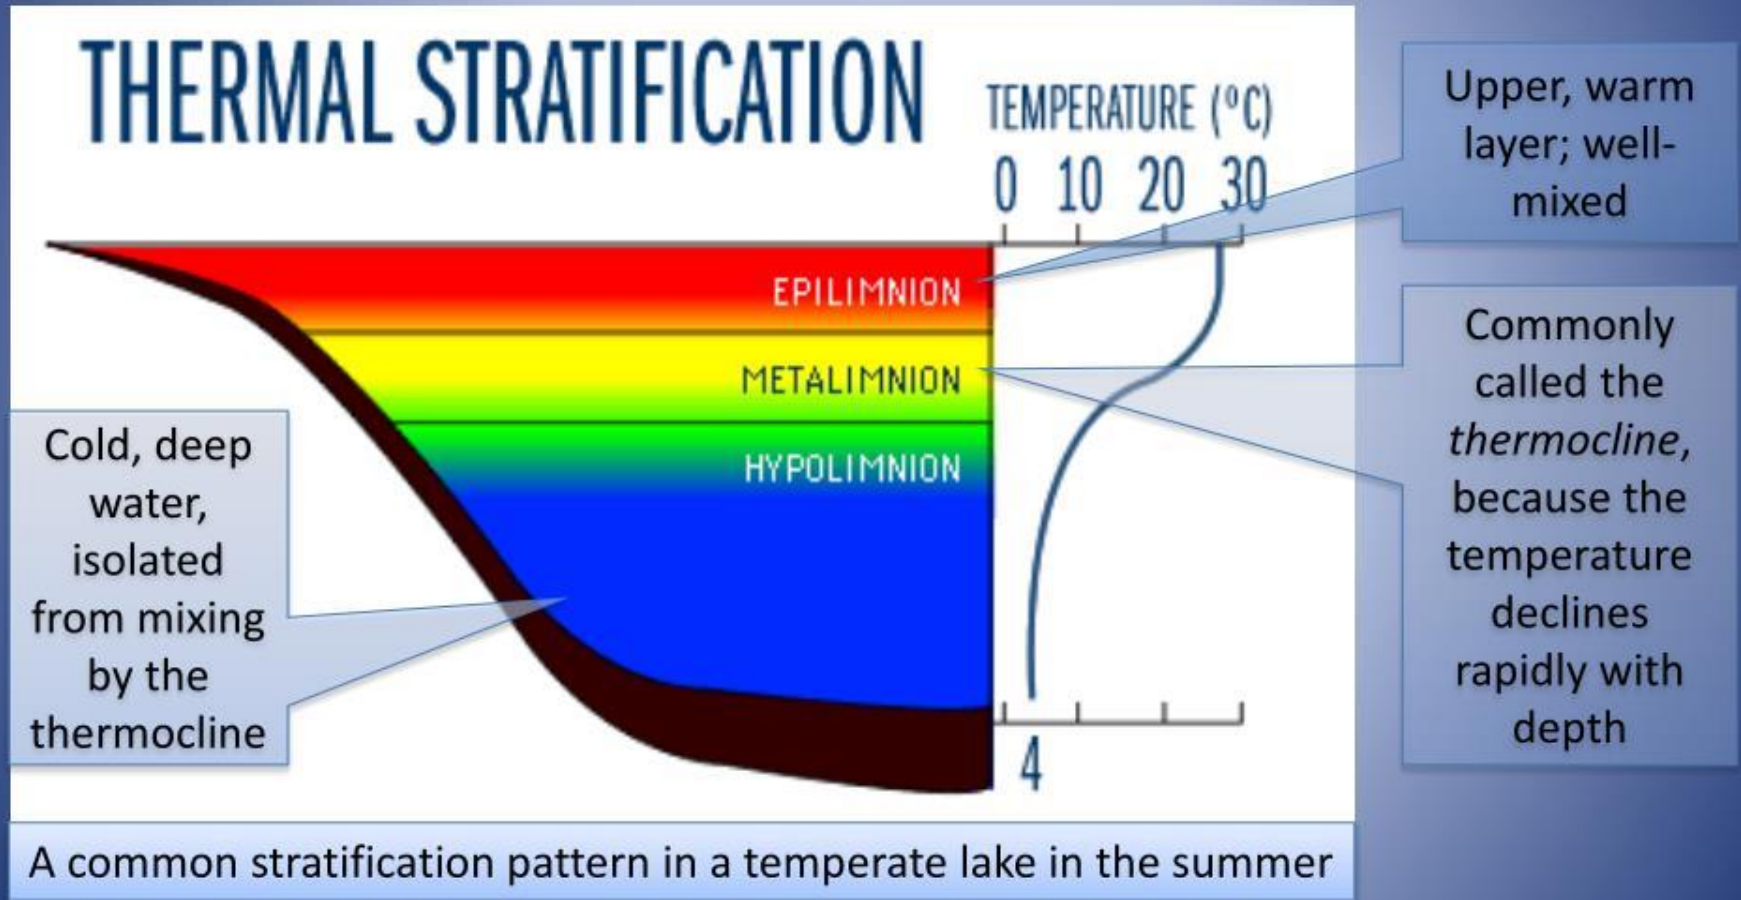 THERMAL STRATIFICATION
TEMPERATURE (°C)
0 10 20 30
EPILIMNION
METALIMNION
HYPOLIMNION
4
Upper, warm
layer; well-
mixed
Commonly
called the
thermocline,
because the
temperature
declines
rapidly with
depth
Cold, deep
water,
isolated
from mixing
by the
thermocline
A common stratification pattern in a temperate lake in the summer